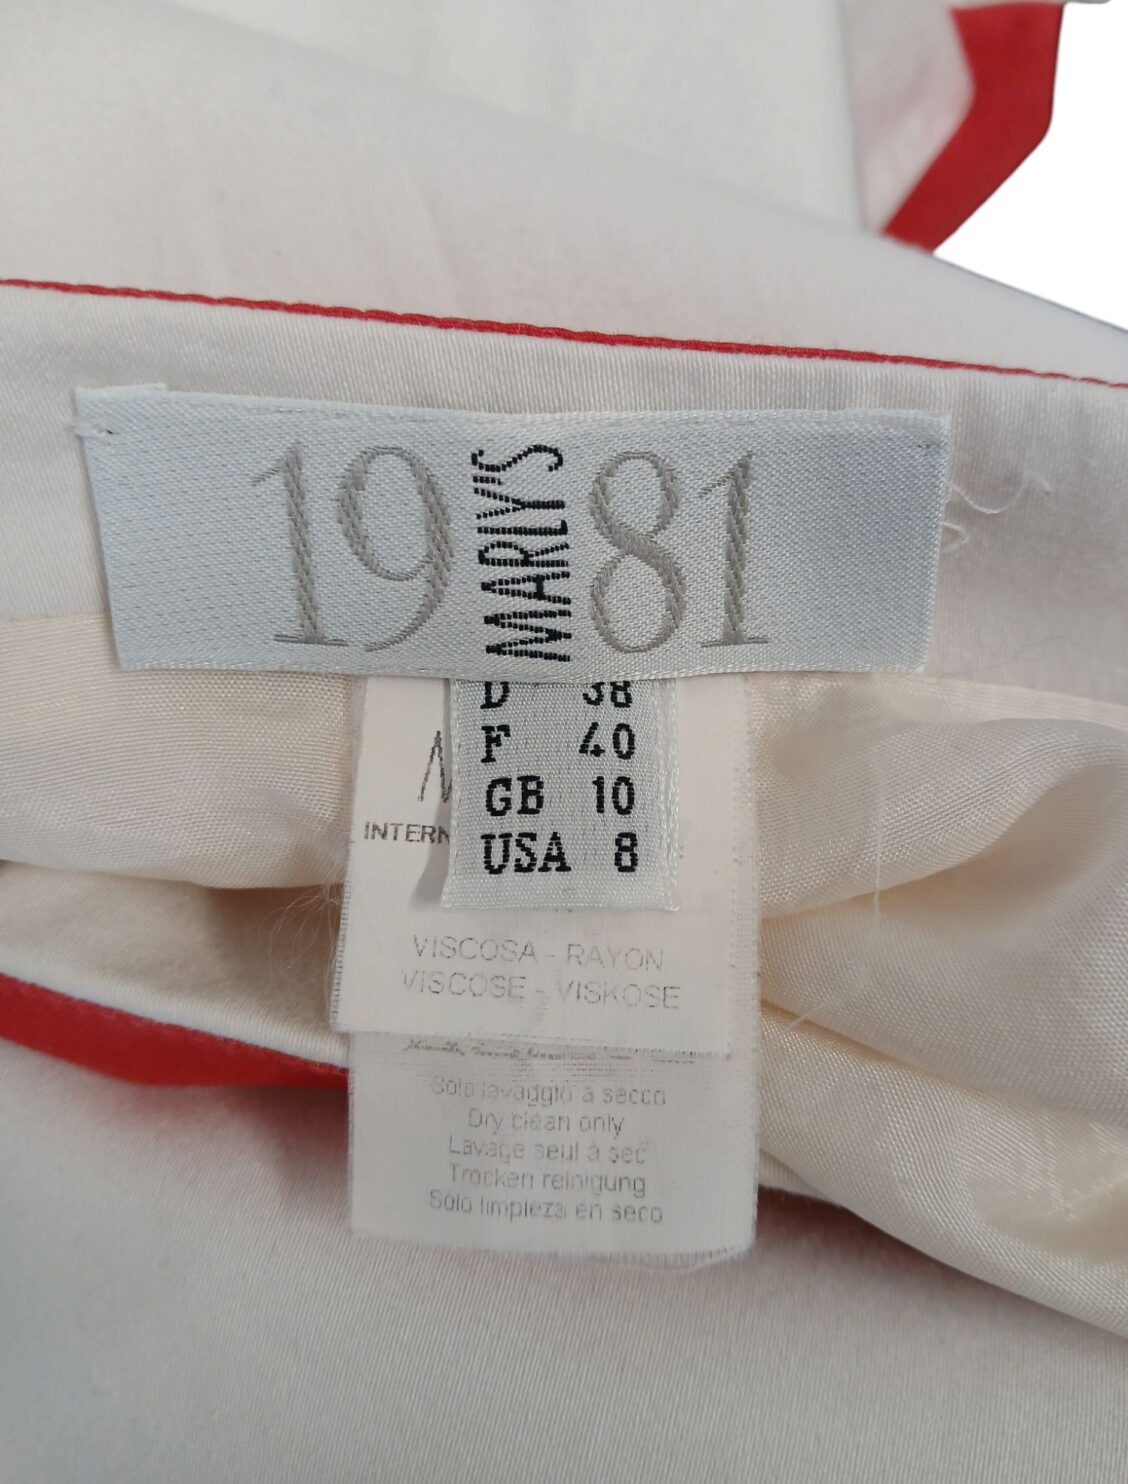 19 MARLY'S 81
D 38
F 40
GB 10
USA 8
INTERN
VISCOSA - RAYON
VISCOSE - VISKOSE
Solo lavaggio a secco
Dry clean only
Lavage seul à sec
Trocken reinigung
Sólo limpieza en seco